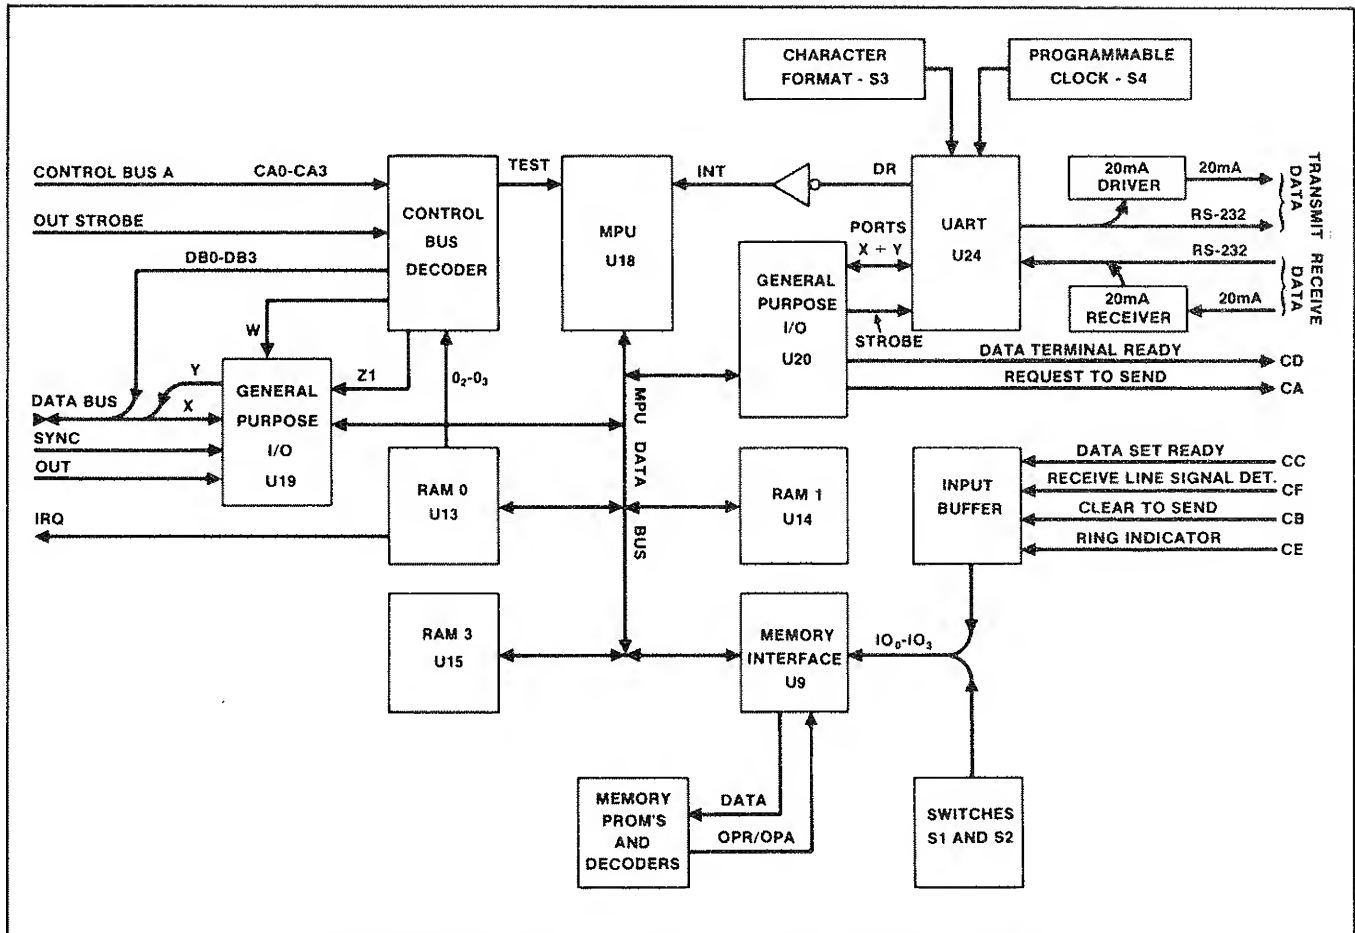 CHARACTER
FORMAT - S3
PROGRAMMABLE
CLOCK - S4
CONTROL BUS A
CA0-CA3
OUT STROBE
DB0-DB3
CONTROL
BUS
DECODER
TEST
MPU
U18
INT
DR
UART
U24
20mA
DRIVER
20mA
RS-232
TRANSMIT
DATA
RS-232
20mA
RECEIVER
20mA
RECEIVE
DATA
PORTS
X + Y
STROBE
GENERAL
PURPOSE
I/O
U20
DATA TERMINAL READY
CD
REQUEST TO SEND
CA
W
Z1
0₂-0₃
Y
X
DATA BUS
SYNC
OUT
GENERAL
PURPOSE
I/O
U19
IRQ
RAM 0
U13
MPU DATA BUS
RAM 1
U14
INPUT
BUFFER
DATA SET READY
CC
RECEIVE LINE SIGNAL DET.
CF
CLEAR TO SEND
CB
RING INDICATOR
CE
RAM 3
U15
MEMORY
INTERFACE
U9
IO₀-IO₃
MEMORY
PROM'S
AND
DECODERS
DATA
OPR/OPA
SWITCHES
S1 AND S2